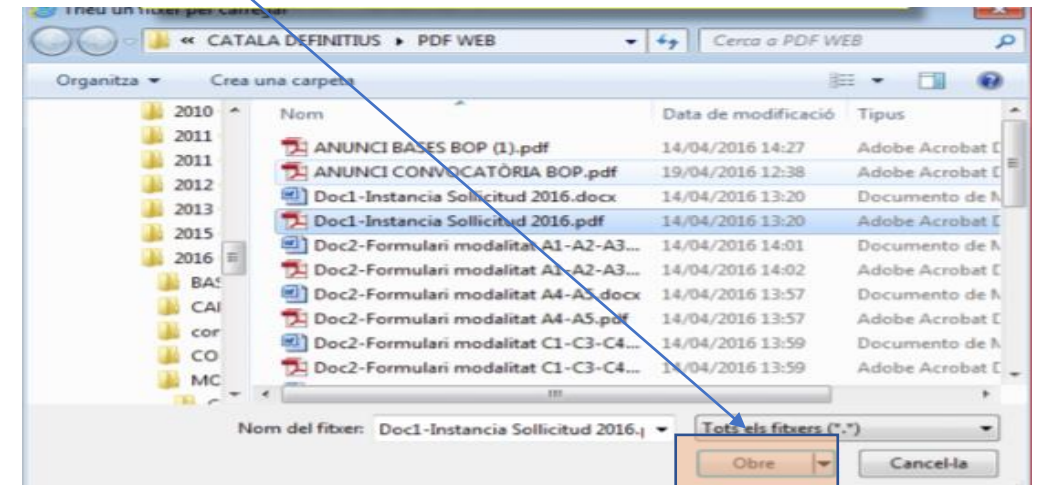 Trieu un fitxer per carregar
« CATALA DEFINITIUS ▸ PDF WEB Cerca a PDF WEB
Organitza Crea una carpeta
Nom Data de modificació Tipus
2010
2011
2011
2012
2013
2015
2016
BAS
CAI
cor
CO
MC
ANUNCI BASES BOP (1).pdf 14/04/2016 14:27 Adobe Acrobat D
ANUNCI CONVOCATÒRIA BOP.pdf 19/04/2016 12:38 Adobe Acrobat D
Doc1-Instancia Sollicitud 2016.docx 14/04/2016 13:20 Documento de M
Doc1-Instancia Sollicitud 2016.pdf 14/04/2016 13:20 Adobe Acrobat D
Doc2-Formulari modalitat A1-A2-A3... 14/04/2016 14:01 Documento de M
Doc2-Formulari modalitat A1-A2-A3... 14/04/2016 14:02 Adobe Acrobat D
Doc2-Formulari modalitat A4-A5.docx 14/04/2016 13:57 Documento de M
Doc2-Formulari modalitat A4-A5.pdf 14/04/2016 13:57 Adobe Acrobat D
Doc2-Formulari modalitat C1-C3-C4... 14/04/2016 13:59 Documento de M
Doc2-Formulari modalitat C1-C3-C4... 14/04/2016 13:59 Adobe Acrobat D
Nom del fitxer: Doc1-Instancia Sollicitud 2016.p Tots els fitxers (*.*)
Obre Cancel·la